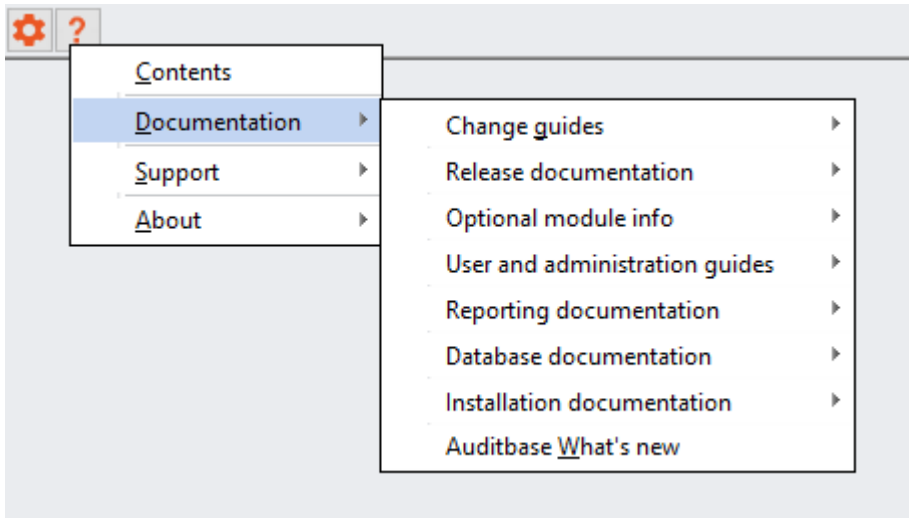 ?
Contents
Documentation
Support
About
Change guides
Release documentation
Optional module info
User and administration guides
Reporting documentation
Database documentation
Installation documentation
Auditbase What's new